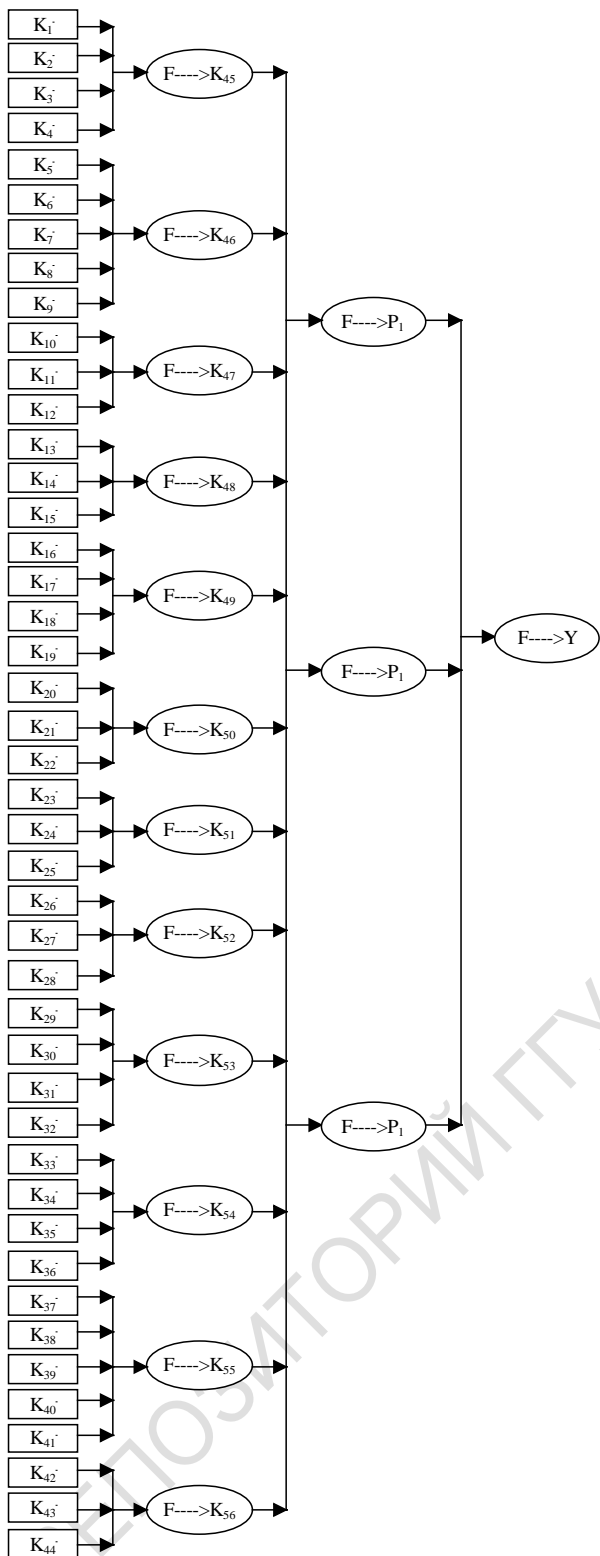 K₁⁻
K₂⁻
K₃⁻
K₄⁻
F---->K₄₅
K₅⁻
K₆⁻
K₇⁻
K₈⁻
K₉⁻
F---->K₄₆
K₁₀⁻
K₁₁⁻
K₁₂⁻
F---->K₄₇
K₁₃⁻
K₁₄⁻
K₁₅⁻
F---->K₄₈
K₁₆⁻
K₁₇⁻
K₁₈⁻
K₁₉⁻
F---->K₄₉
K₂₀⁻
K₂₁⁻
K₂₂⁻
F---->K₅₀
K₂₃⁻
K₂₄⁻
K₂₅⁻
F---->K₅₁
K₂₆⁻
K₂₇⁻
K₂₈⁻
F---->K₅₂
K₂₉⁻
K₃₀⁻
K₃₁⁻
K₃₂⁻
F---->K₅₃
K₃₃⁻
K₃₄⁻
K₃₅⁻
K₃₆⁻
F---->K₅₄
K₃₇⁻
K₃₈⁻
K₃₉⁻
K₄₀⁻
K₄₁⁻
F---->K₅₅
K₄₂⁻
K₄₃⁻
K₄₄⁻
F---->K₅₆
F---->P₁
F---->P₁
F---->P₁
F---->Y
РЕПОЗИТОРИЙ ГГУ